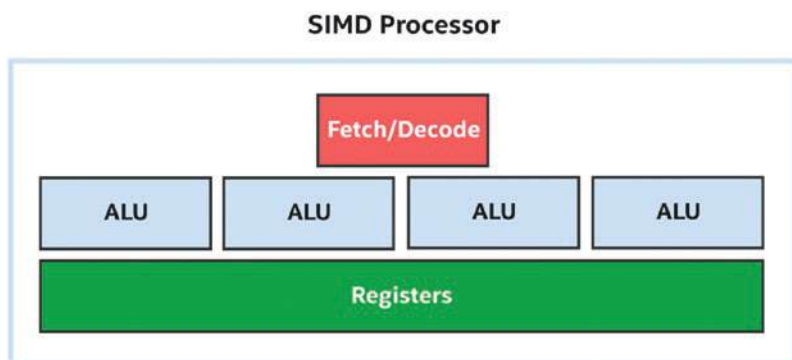 SIMD Processor
Fetch/Decode
ALU ALU ALU ALU
Registers